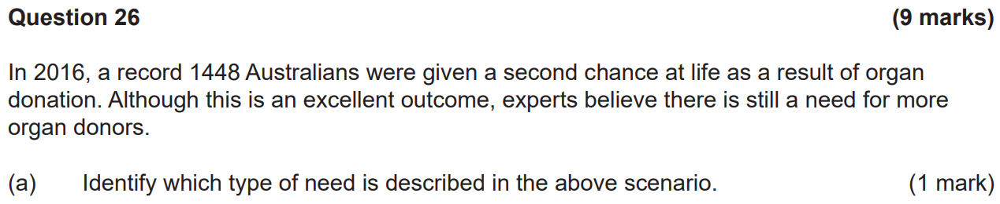 Question 26 (9 marks)
In 2016, a record 1448 Australians were given a second chance at life as a result of organ
donation. Although this is an excellent outcome, experts believe there is still a need for more
organ donors.
(a) Identify which type of need is described in the above scenario. (1 mark)